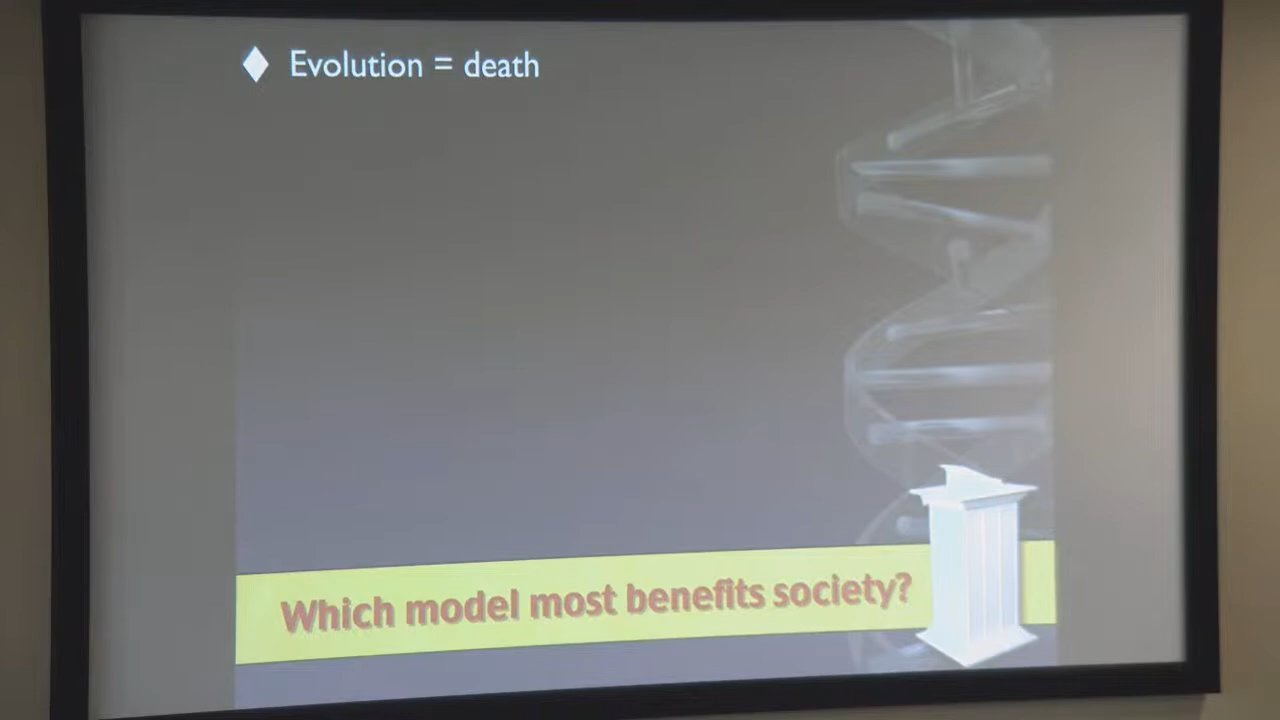 Evolution = death
Which model most benefits society?